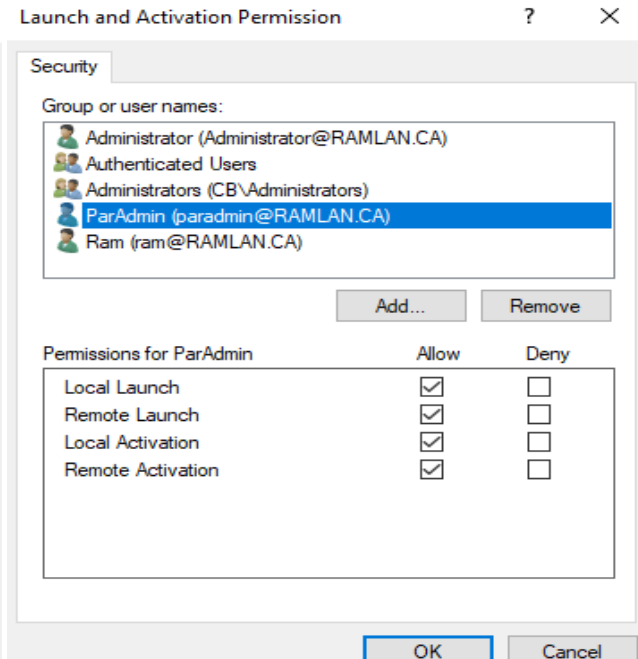 Launch and Activation Permission ? ×
Security
Group or user names:
Administrator (Administrator@RAMLAN.CA)
Authenticated Users
Administrators (CB\Administrators)
ParAdmin (paradmin@RAMLAN.CA)
Ram (ram@RAMLAN.CA)
Add... Remove
Permissions for ParAdmin Allow Deny
Local Launch
Remote Launch
Local Activation
Remote Activation
OK Cancel